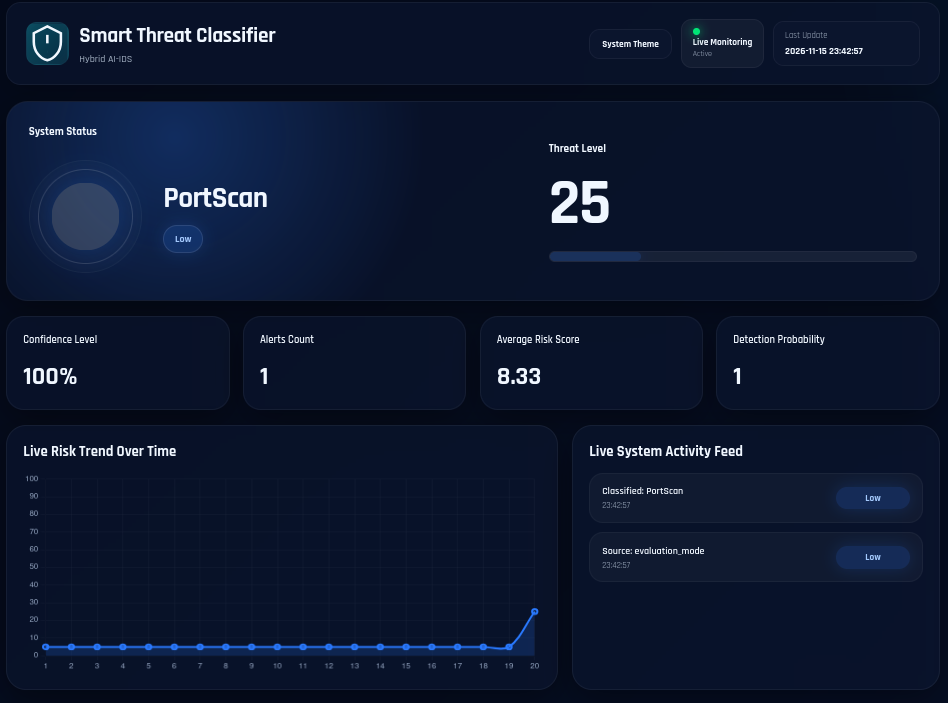 Smart Threat Classifier
Hybrid AI-IDS
System Theme
Live Monitoring
Active
Last Update
2026-11-15 23:42:57
System Status
PortScan
Low
Threat Level
25
Confidence Level
100%
Alerts Count
1
Average Risk Score
8.33
Detection Probability
1
Live Risk Trend Over Time
100
90
80
70
60
50
40
30
20
10
0
1 2 3 4 5 6 7 8 9 10 11 12 13 14 15 16 17 18 19 20
Live System Activity Feed
Classified: PortScan
23:42:57
Low
Source: evaluation_mode
23:42:57
Low